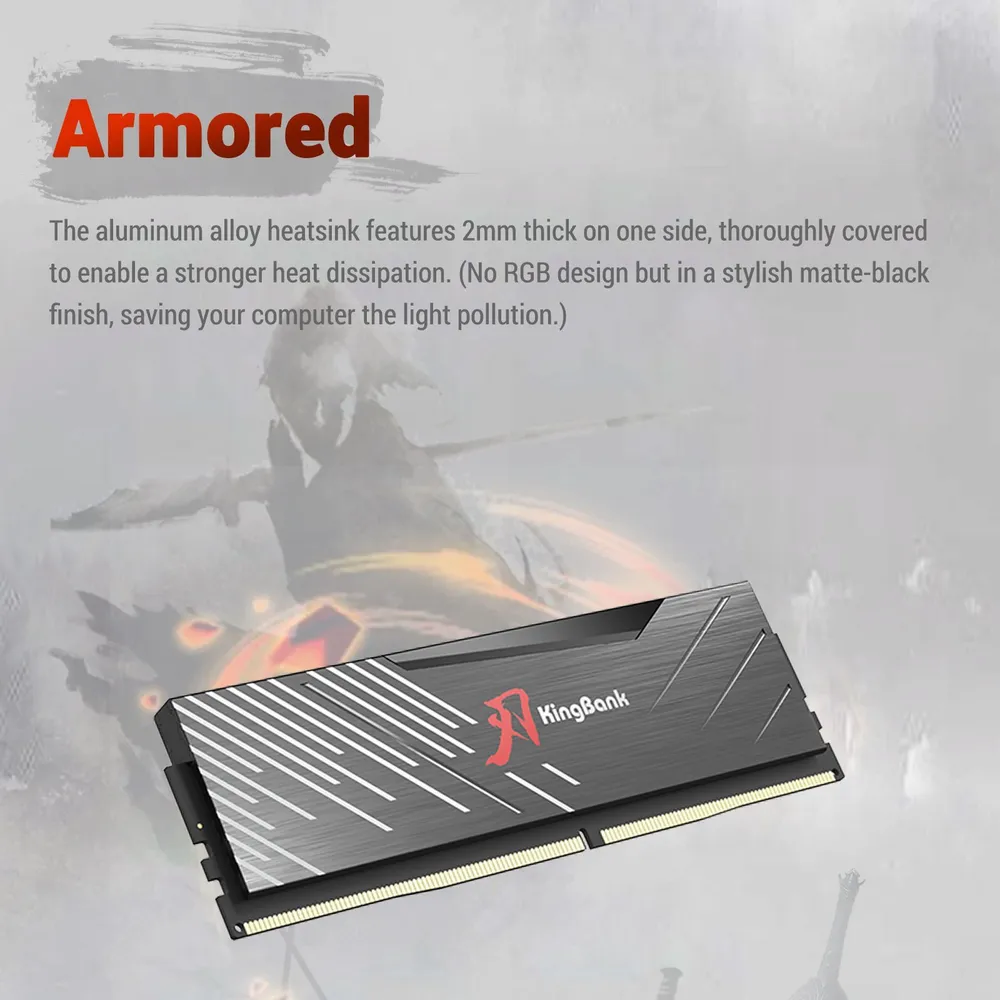 Armored
The aluminum alloy heatsink features 2mm thick on one side, thoroughly covered
to enable a stronger heat dissipation. (No RGB design but in a stylish matte-black
finish, saving your computer the light pollution.)
KingBank